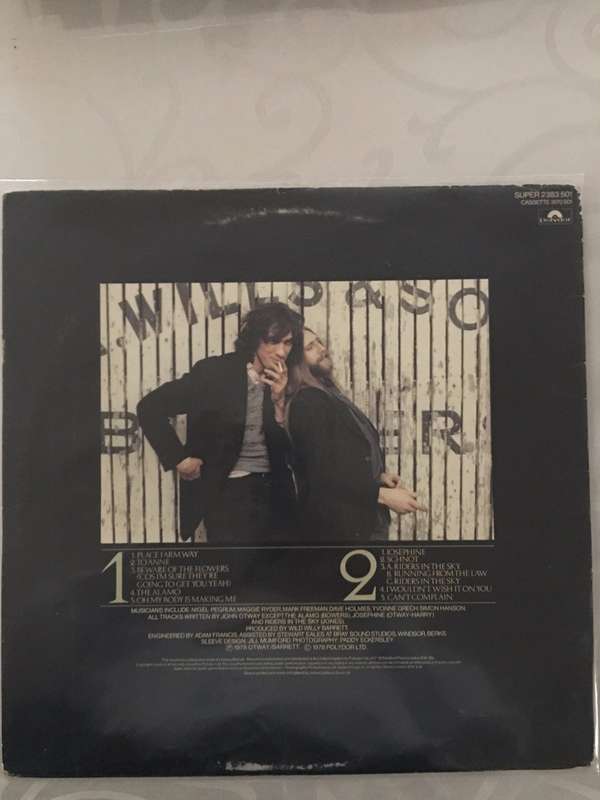 SUPER 2383 501
CASSETTE 3170 501
Polydor
.WILLS & SO
B ER
1
1. PLACE FARM WAY
2. TO ANNE
3. BEWARE OF THE FLOWERS
(COS I'M SURE THEY'RE
GOING TO GET YOU YEAH)
4. THE ALAMO
5. OH MY BODY IS MAKING ME
2
1. JOSEPHINE
2. SCHNOT
3. A. RIDERS IN THE SKY
B. RUNNING FROM THE LAW
C. RIDERS IN THE SKY
4. I WOULDN'T WISH IT ON YOU
5. CAN'T COMPLAIN
MUSICIANS INCLUDE: NIGEL PEGRUM, MAGGIE RYDER, MARK FREEMAN, DAVE HOLMES, YVONNE GRECH, SIMON HANSON.
ALL TRACKS WRITTEN BY JOHN OTWAY EXCEPT THE ALAMO (BOWERS), JOSEPHINE (OTWAY-HARRY)
AND RIDERS IN THE SKY (JONES).
PRODUCED BY WILD WILLY BARRETT.
ENGINEERED BY ADAM FRANCIS, ASSISTED BY STEWART EALES AT BRAY SOUND STUDIOS, WINDSOR, BERKS.
SLEEVE DESIGN: JILL MUMFORD PHOTOGRAPHY: PADDY ECKERSLEY
Ⓟ 1978 OTWAY/BARRETT. Ⓒ 1978 POLYDOR LTD.